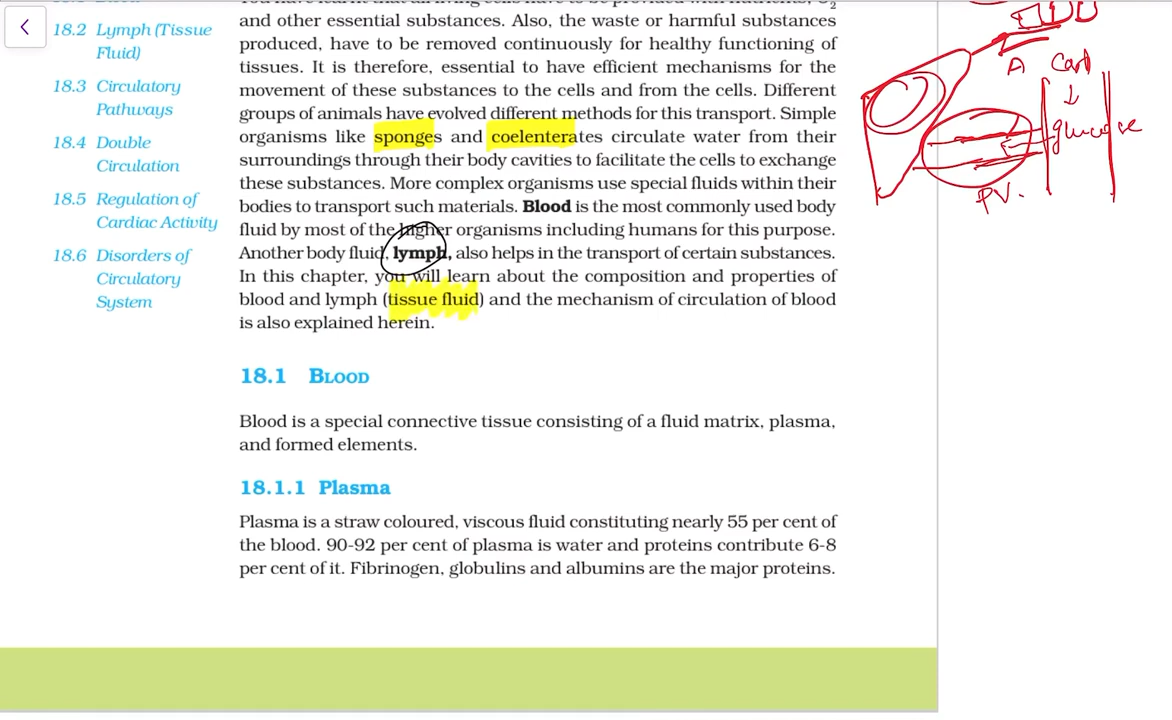 18.2 Lymph (Tissue
Fluid)
18.3 Circulatory
Pathways
18.4 Double
Circulation
18.5 Regulation of
Cardiac Activity
18.6 Disorders of
Circulatory
System
and other essential substances. Also, the waste or harmful substances
produced, have to be removed continuously for healthy functioning of
tissues. It is therefore, essential to have efficient mechanisms for the
movement of these substances to the cells and from the cells. Different
groups of animals have evolved different methods for this transport. Simple
organisms like sponges and coelenterates circulate water from their
surroundings through their body cavities to facilitate the cells to exchange
these substances. More complex organisms use special fluids within their
bodies to transport such materials. Blood is the most commonly used body
fluid by most of the higher organisms including humans for this purpose.
Another body fluid, lymph, also helps in the transport of certain substances.
In this chapter, you will learn about the composition and properties of
blood and lymph (tissue fluid) and the mechanism of circulation of blood
is also explained herein.
18.1 BLOOD
Blood is a special connective tissue consisting of a fluid matrix, plasma,
and formed elements.
18.1.1 Plasma
Plasma is a straw coloured, viscous fluid constituting nearly 55 per cent of
the blood. 90-92 per cent of plasma is water and proteins contribute 6-8
per cent of it. Fibrinogen, globulins and albumins are the major proteins.
A
glucose
PV.